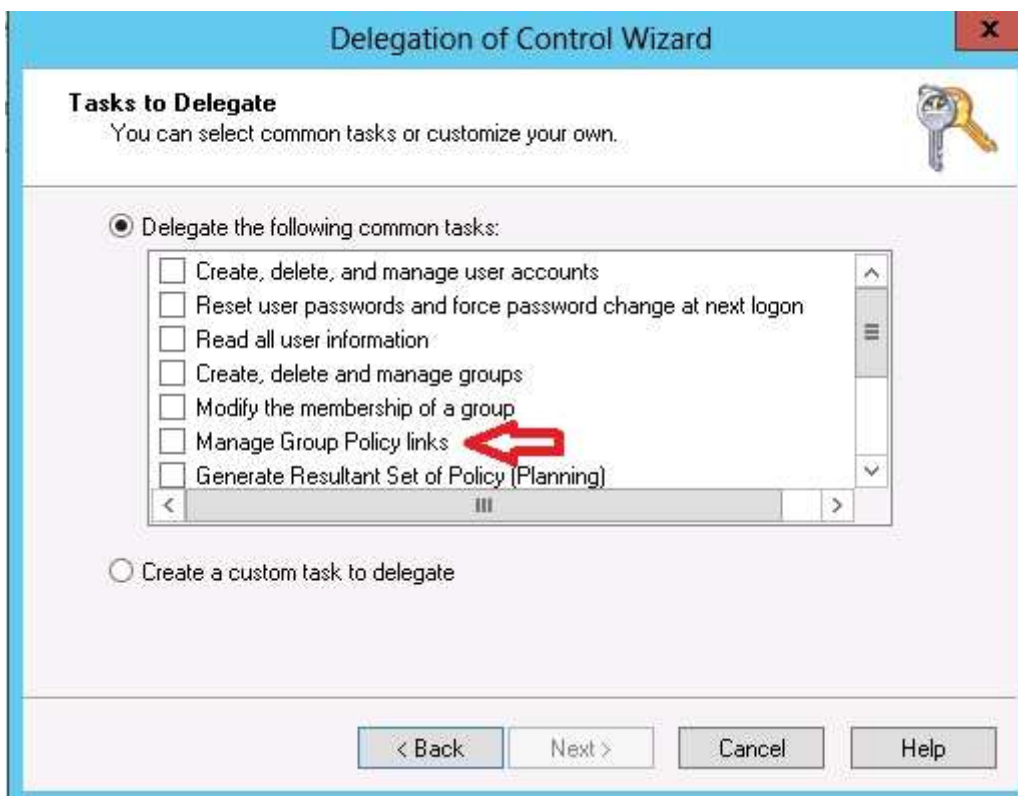 Delegation of Control Wizard
x
Tasks to Delegate
You can select common tasks or customize your own.
Delegate the following common tasks:
Create, delete, and manage user accounts
Reset user passwords and force password change at next logon
Read all user information
Create, delete and manage groups
Modify the membership of a group
Manage Group Policy links
Generate Resultant Set of Policy (Planning)
Create a custom task to delegate
< Back
Next >
Cancel
Help